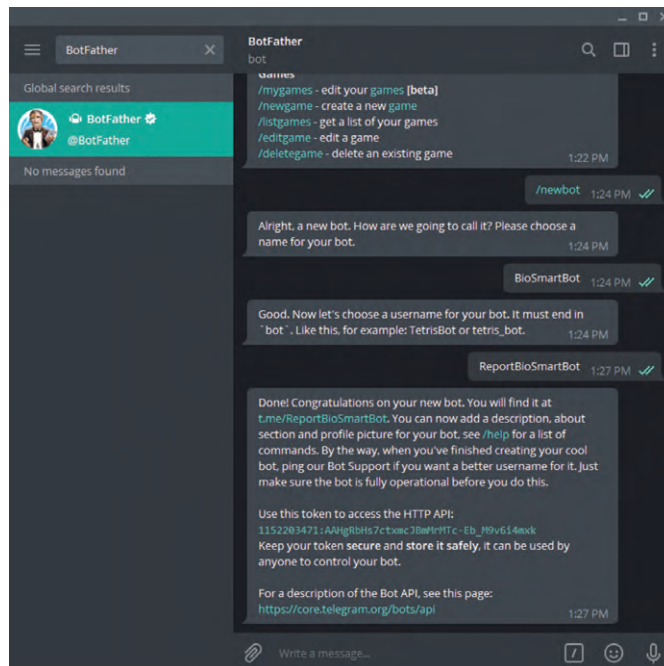 BotFather
Global search results
BotFather
@BotFather
No messages found
BotFather
bot
Games
/mygames - edit your games [beta]
/newgame - create a new game
/listgames - get a list of your games
/editgame - edit a game
/deletegame - delete an existing game
1:22 PM
/newbot 1:24 PM
Alright, a new bot. How are we going to call it? Please choose a
name for your bot.
1:24 PM
BioSmartBot 1:24 PM
Good. Now let's choose a username for your bot. It must end in
`bot`. Like this, for example: TetrisBot or tetris_bot.
1:24 PM
ReportBioSmartBot 1:27 PM
Done! Congratulations on your new bot. You will find it at
t.me/ReportBioSmartBot. You can now add a description, about
section and profile picture for your bot, see /help for a list of
commands. By the way, when you've finished creating your cool
bot, ping our Bot Support if you want a better username for it. Just
make sure the bot is fully operational before you do this.
Use this token to access the HTTP API:
1152203471:AAHgRbHs7ctxmcJBmMrMTc-Eb_M9v6i4mxk
Keep your token secure and store it safely, it can be used by
anyone to control your bot.
For a description of the Bot API, see this page:
https://core.telegram.org/bots/api
1:27 PM
Write a message...